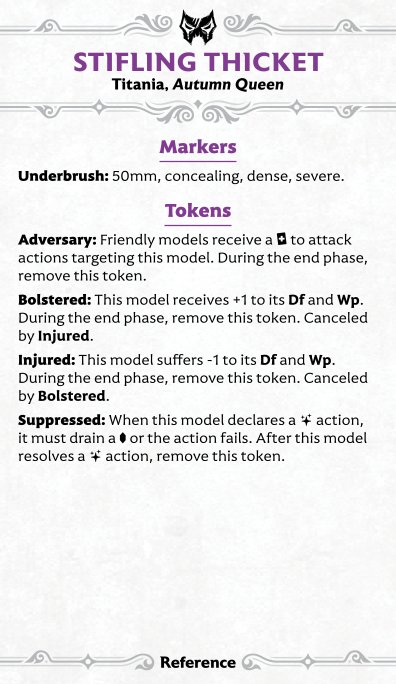 STIFLING THICKET
Titania, Autumn Queen
Markers
Underbrush: 50mm, concealing, dense, severe.
Tokens
Adversary: Friendly models receive a to attack
actions targeting this model. During the end phase,
remove this token.
Bolstered: This model receives +1 to its Df and Wp.
During the end phase, remove this token. Canceled
by Injured.
Injured: This model suffers -1 to its Df and Wp.
During the end phase, remove this token. Canceled
by Bolstered.
Suppressed: When this model declares a action,
it must drain a or the action fails. After this model
resolves a action, remove this token.
Reference